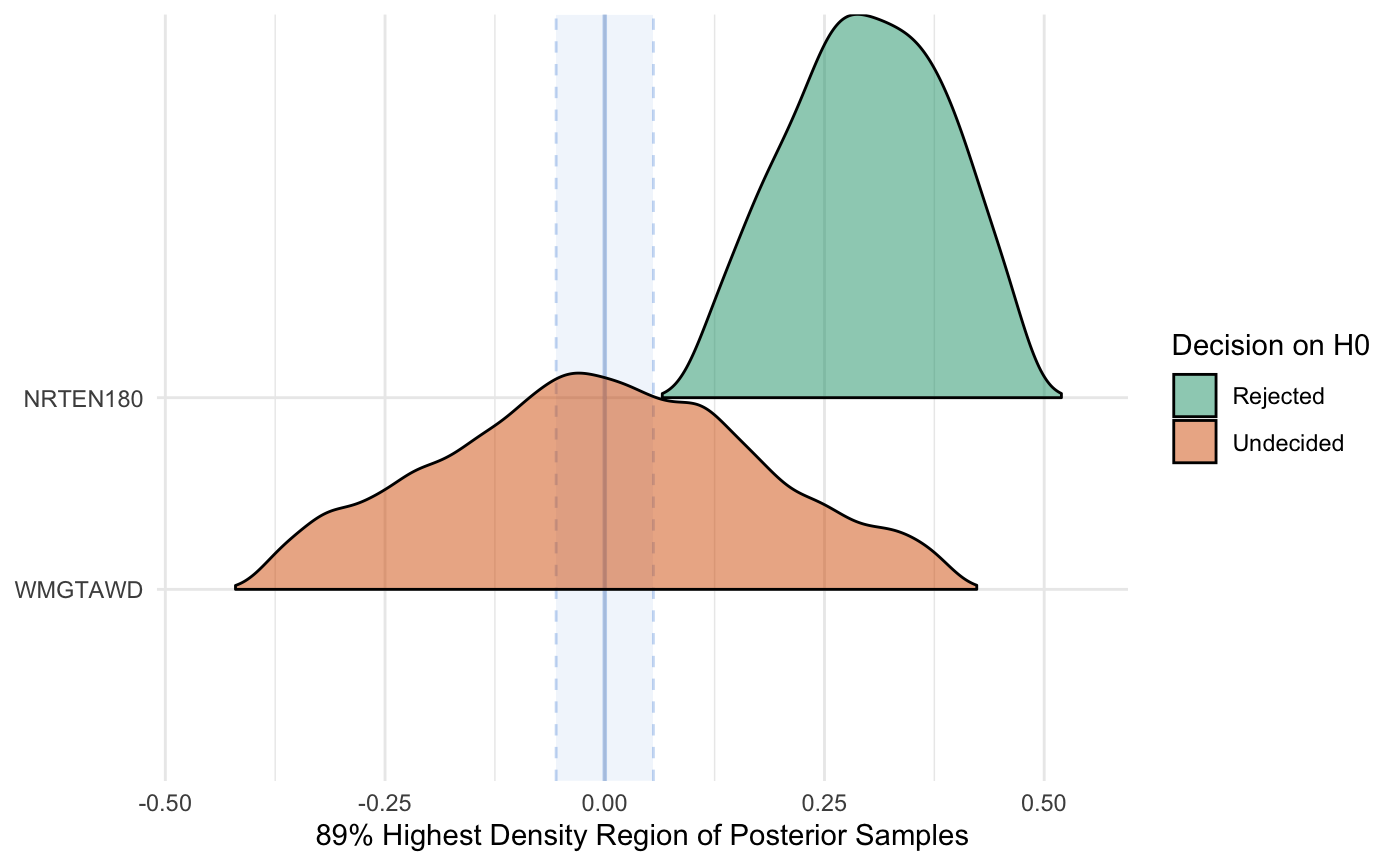 NRTEN180
WMGTAWD
-0.50 -0.25 0.00 0.25 0.50
89% Highest Density Region of Posterior Samples
Decision on H0
Rejected
Undecided